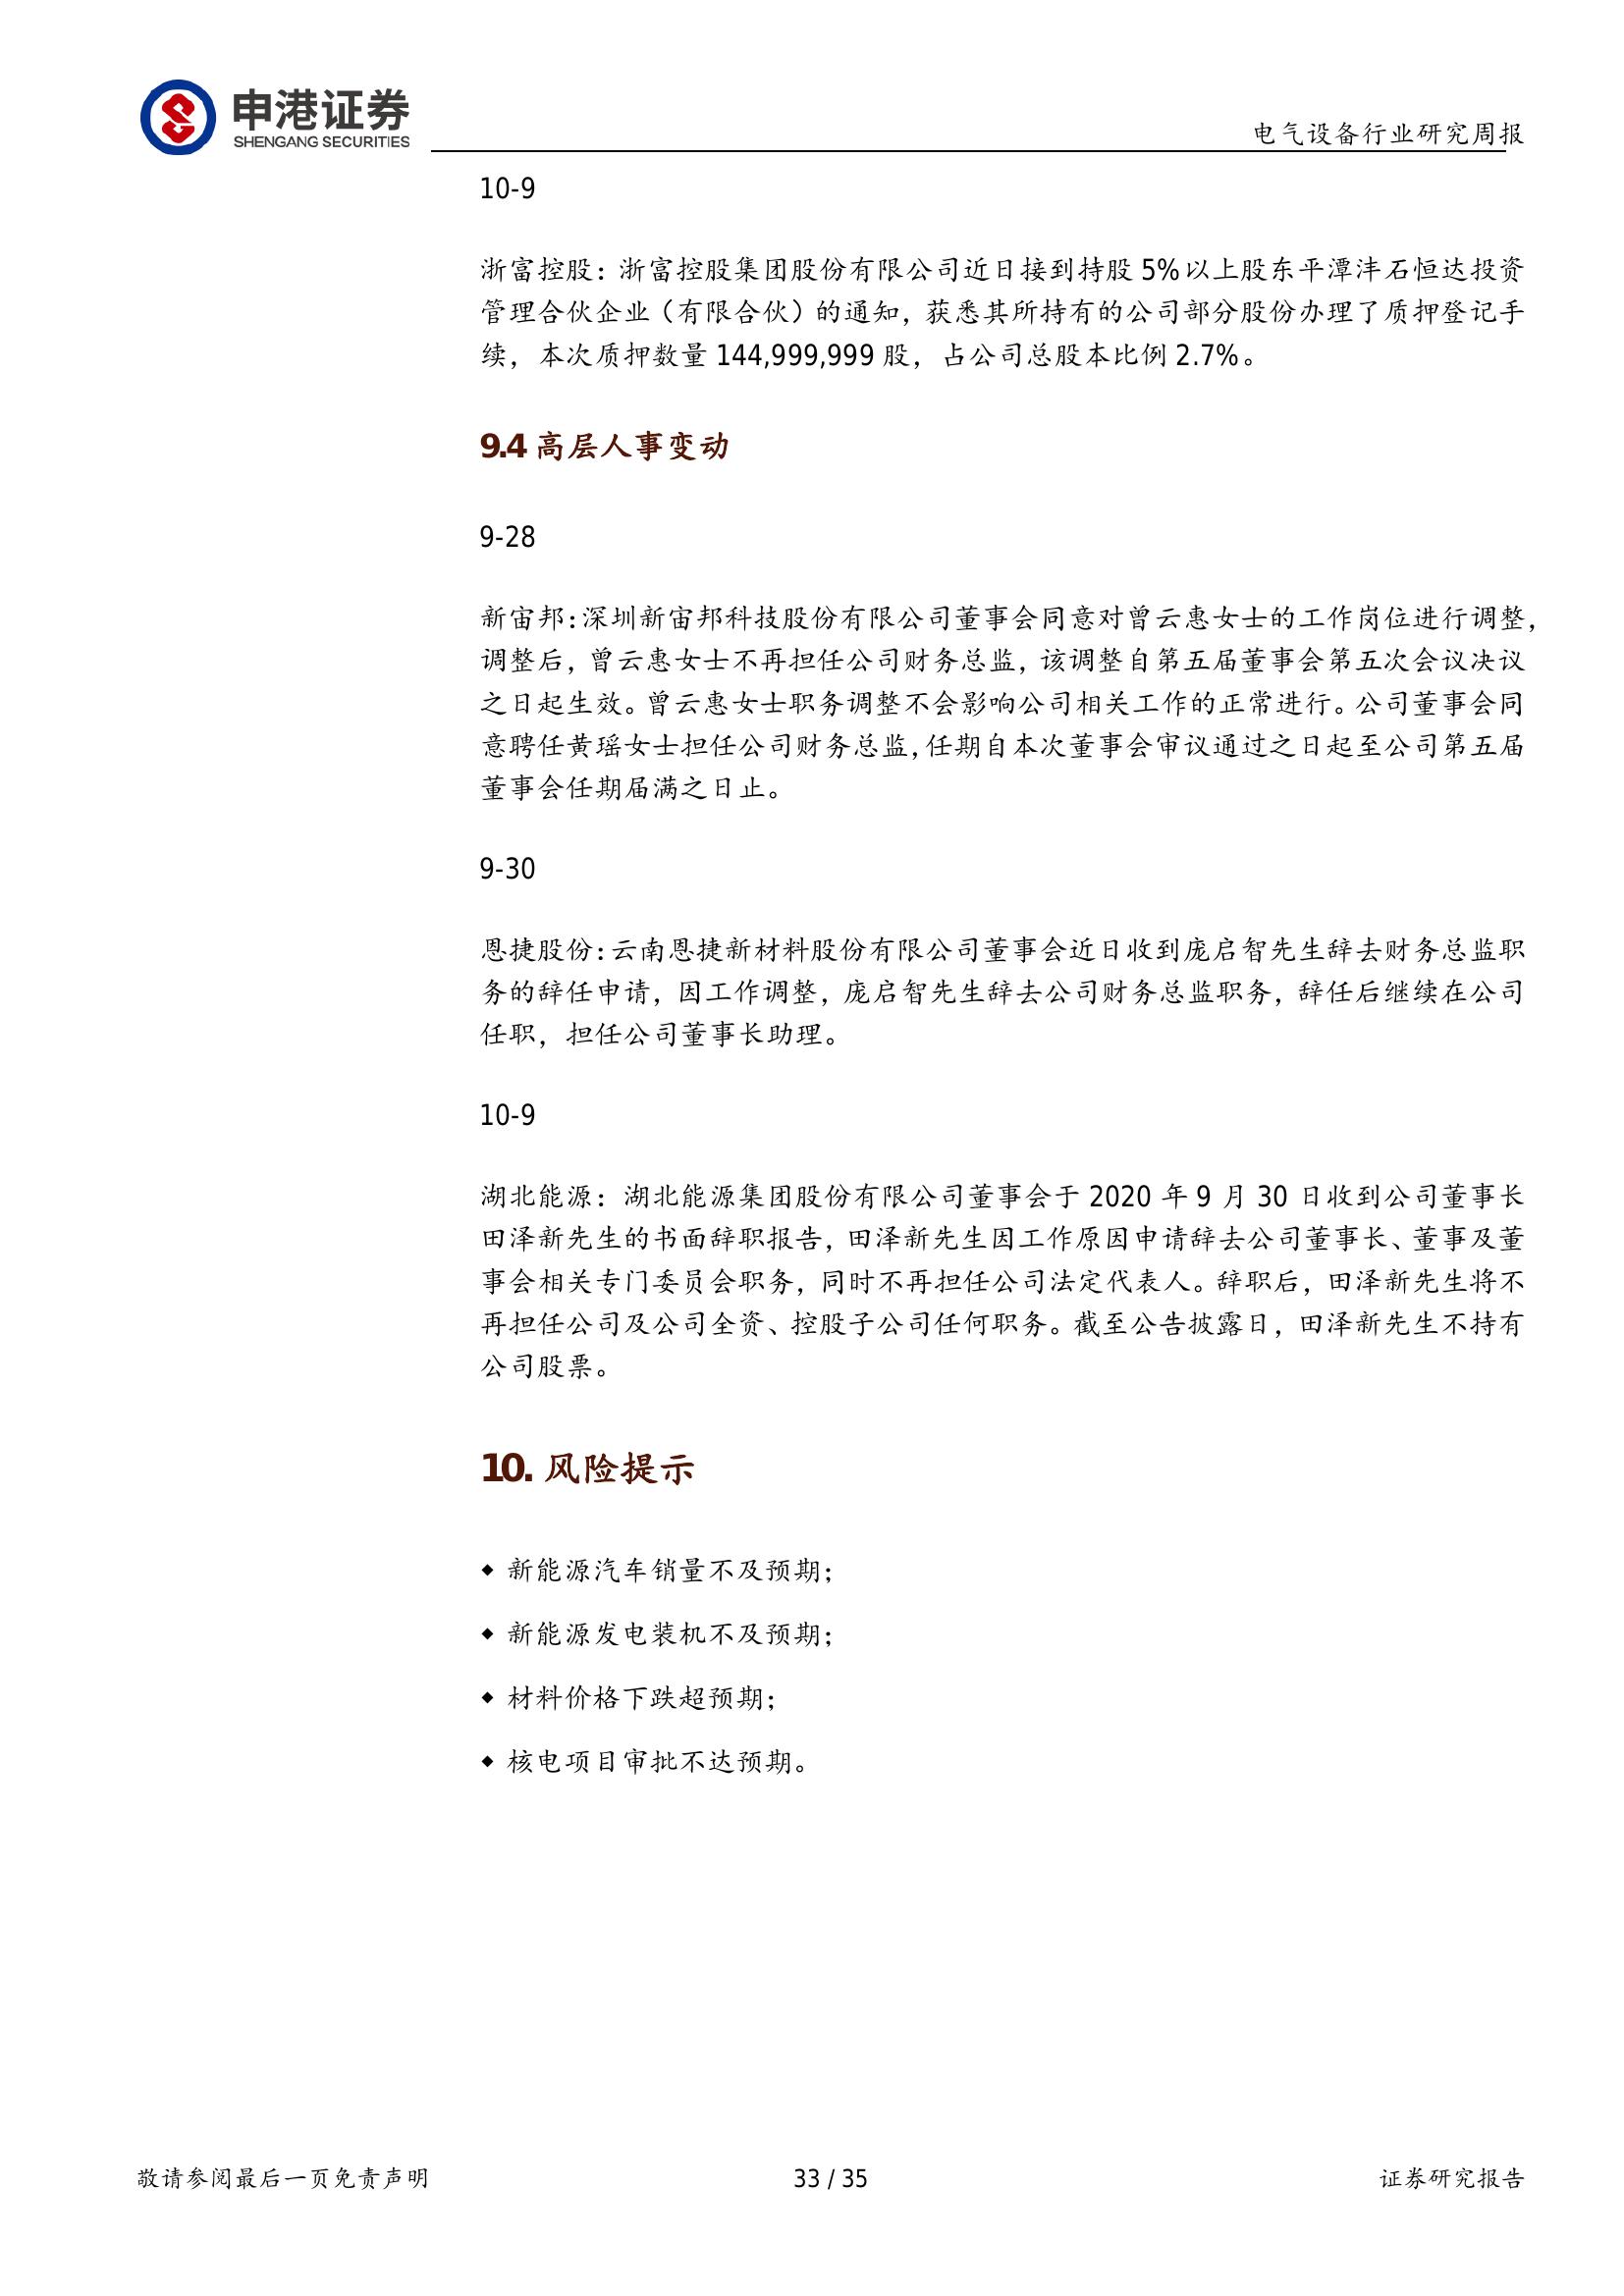 申港证券
SHENGANG SECURITIES
电气设备行业研究周报
10-9
浙富控股：浙富控股集团股份有限公司近日接到持股 5%以上股东平潭沣石恒达投资
管理合伙企业（有限合伙）的通知，获悉其所持有的公司部分股份办理了质押登记手
续，本次质押数量 144,999,999 股，占公司总股本比例 2.7%。
9.4 高层人事变动
9-28
新宙邦：深圳新宙邦科技股份有限公司董事会同意对曾云惠女士的工作岗位进行调整，
调整后，曾云惠女士不再担任公司财务总监，该调整自第五届董事会第五次会议决议
之日起生效。曾云惠女士职务调整不会影响公司相关工作的正常进行。公司董事会同
意聘任黄瑶女士担任公司财务总监，任期自本次董事会审议通过之日起至公司第五届
董事会任期届满之日止。
9-30
恩捷股份：云南恩捷新材料股份有限公司董事会近日收到庞启智先生辞去财务总监职
务的辞任申请，因工作调整，庞启智先生辞去公司财务总监职务，辞任后继续在公司
任职，担任公司董事长助理。
10-9
湖北能源：湖北能源集团股份有限公司董事会于 2020 年 9 月 30 日收到公司董事长
田泽新先生的书面辞职报告，田泽新先生因工作原因申请辞去公司董事长、董事及董
事会相关专门委员会职务，同时不再担任公司法定代表人。辞职后，田泽新先生将不
再担任公司及公司全资、控股子公司任何职务。截至公告披露日，田泽新先生不持有
公司股票。
10. 风险提示
◆ 新能源汽车销量不及预期；
◆ 新能源发电装机不及预期；
◆ 材料价格下跌超预期；
◆ 核电项目审批不达预期。
敬请参阅最后一页免责声明
33 / 35
证券研究报告